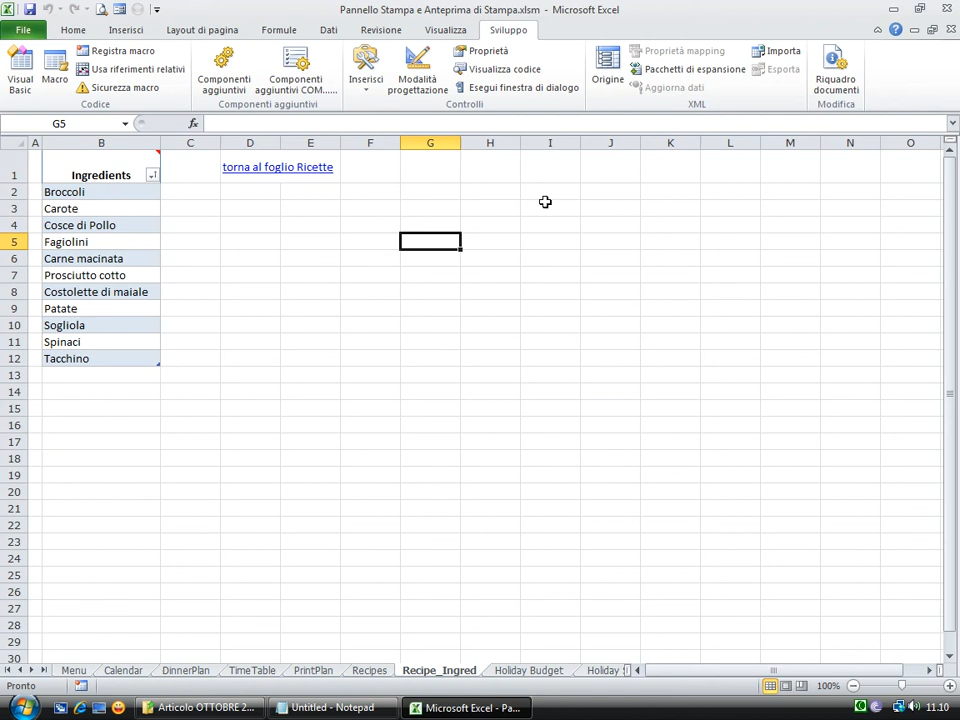 Pannello Stampa e Anteprima di Stampa.xlsm - Microsoft Excel
File Home Inserisci Layout di pagina Formule Dati Revisione Visualizza Sviluppo
Visual Basic
Macro
Registra macro
Usa riferimenti relativi
Sicurezza macro
Codice
Componenti aggiuntivi
Componenti aggiuntivi COM....
Componenti aggiuntivi
Inserisci
Modalità progettazione
Proprietà
Visualizza codice
Esegui finestra di dialogo
Controlli
Origine
Proprietà mapping
Pacchetti di espansione
Aggiorna dati
Importa
Esporta
XML
Riquadro documenti
Modifica
G5 fx
A B C D E F G H I J K L M N O
1 Ingredients torna al foglio Ricette
2 Broccoli
3 Carote
4 Cosce di Pollo
5 Fagiolini
6 Carne macinata
7 Prosciutto cotto
8 Costolette di maiale
9 Patate
10 Sogliola
11 Spinaci
12 Tacchino
13
14
15
16
17
18
19
20
21
22
23
24
25
26
27
28
29
30
Menu Calendar DinnerPlan TimeTable PrintPlan Recipes Recipe_Ingred Holiday Budget Holiday
Pronto 100%
Articolo OTTOBRE 2... Untitled - Notepad Microsoft Excel - Pa... 11.10